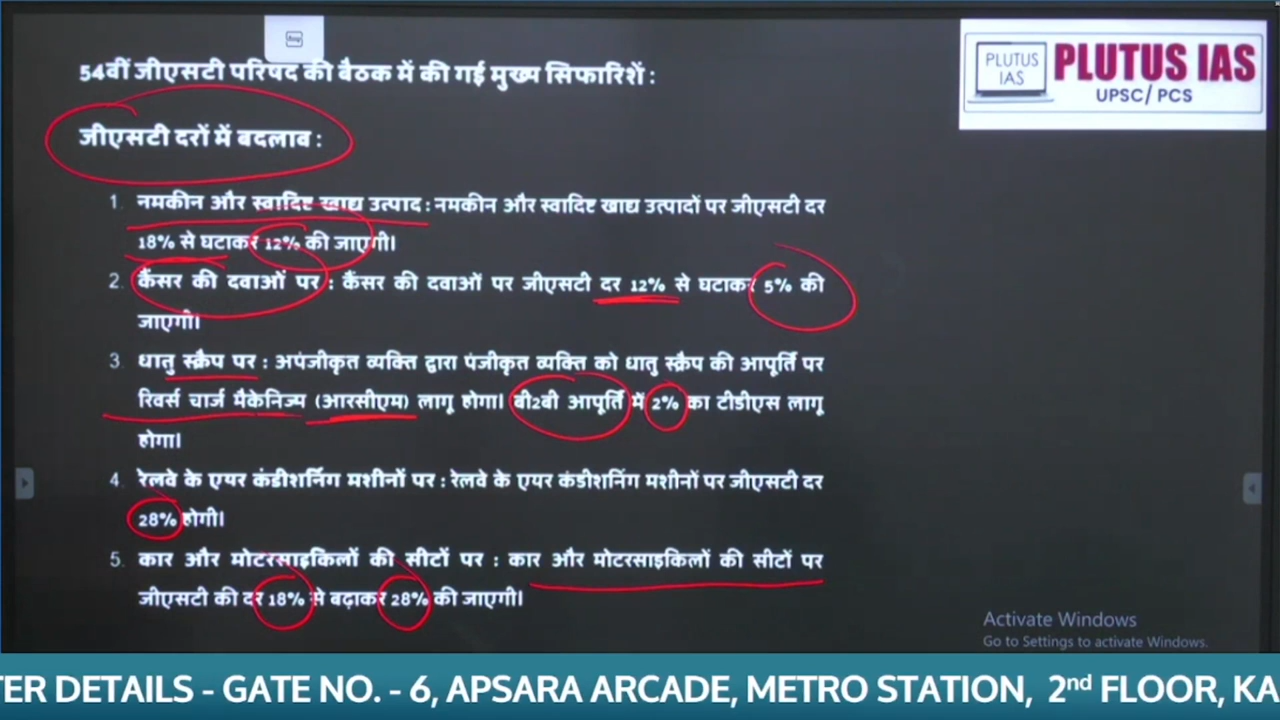 54वीं जीएसटी परिषद की बैठक में की गई मुख्य सिफारिशें :
PLUTUS IAS
PLUTUS IAS
UPSC/ PCS
जीएसटी दरों में बदलाव :
1. नमकीन और स्वादिष्ट खाद्य उत्पाद : नमकीन और स्वादिष्ट खाद्य उत्पादों पर जीएसटी दर
18% से घटाकर 12% की जाएगी।
2. कैंसर की दवाओं पर : कैंसर की दवाओं पर जीएसटी दर 12% से घटाकर 5% की
जाएगी।
3 धातु स्क्रैप पर : अपंजीकृत व्यक्ति द्वारा पंजीकृत व्यक्ति को धातु स्क्रैप की आपूर्ति पर
रिवर्स चार्ज मैकेनिज्म (आरसीएम) लागू होगा। बी2बी आपूर्ति में 2% का टीडीएस लागू
होगा।
4 रेलवे के एयर कंडीशनिंग मशीनों पर : रेलवे के एयर कंडीशनिंग मशीनों पर जीएसटी दर
28% होगी।
5. कार और मोटरसाइकिलों की सीटों पर : कार और मोटरसाइकिलों की सीटों पर
जीएसटी की दर 18% से बढ़ाकर 28% की जाएगी।
Activate Windows
Go to Settings to activate Windows.
TER DETAILS - GATE NO. - 6, APSARA ARCADE, METRO STATION, 2nd FLOOR, KA